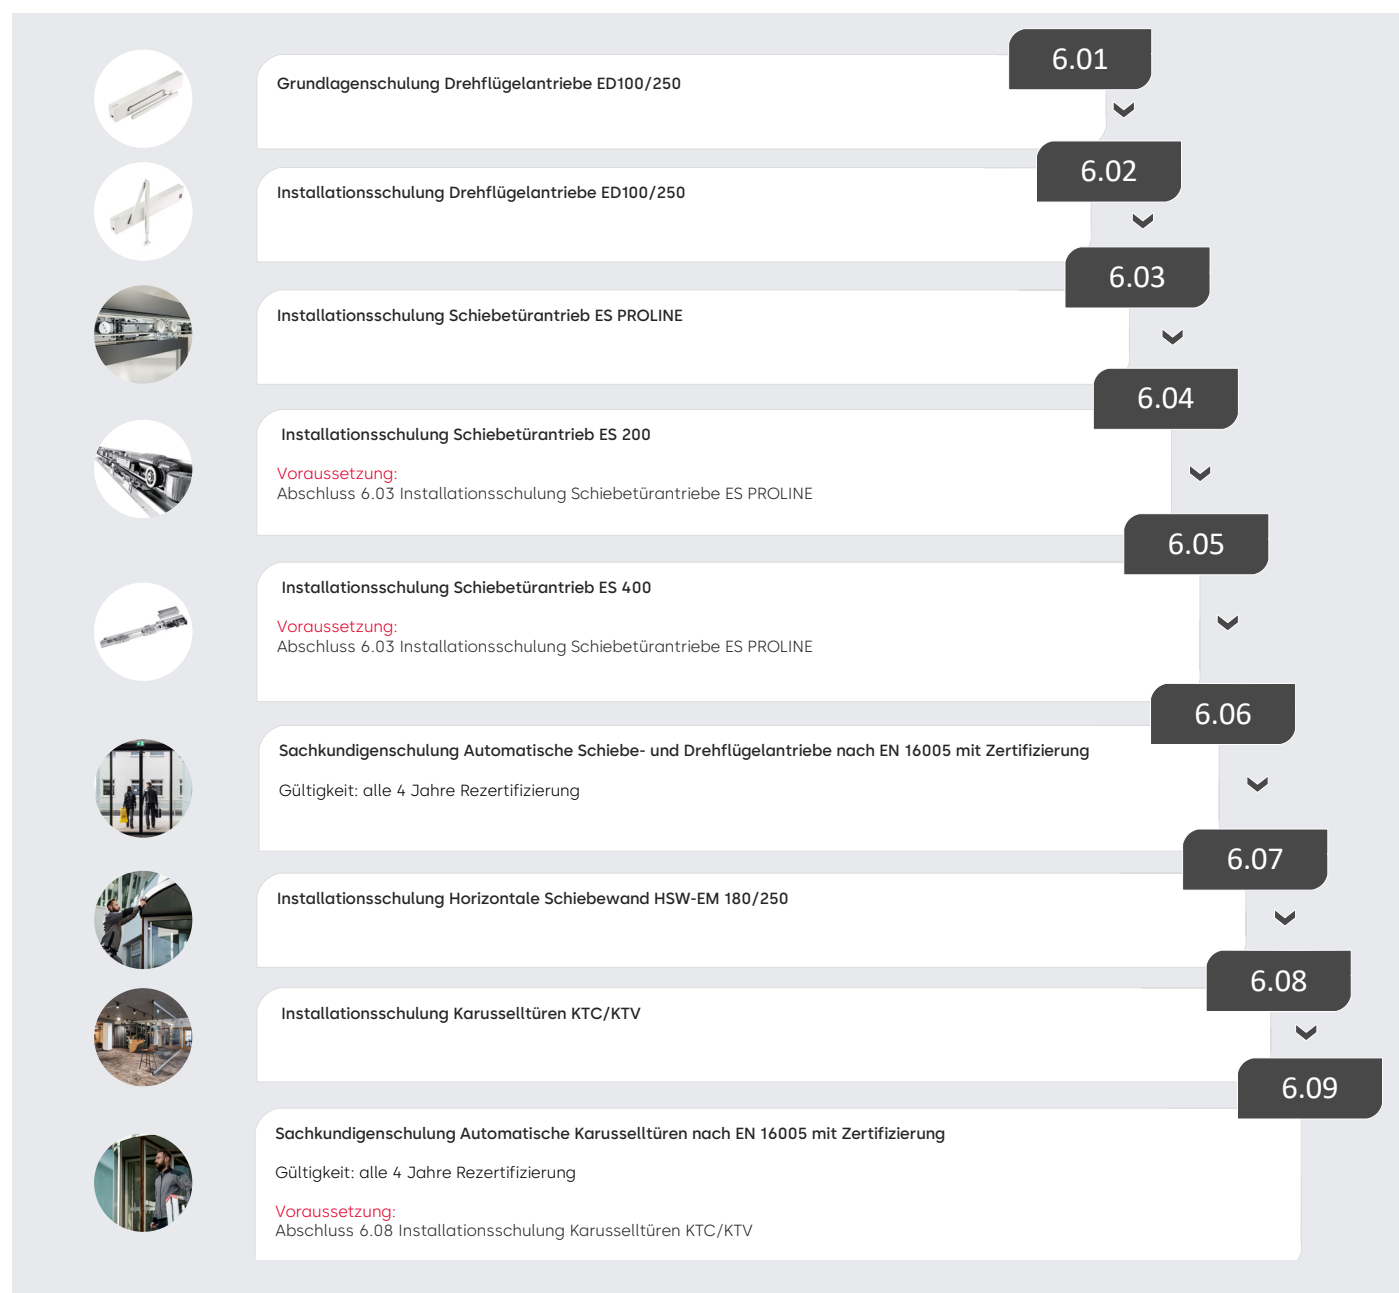 6.01
Grundlagenschulung Drehflügelantriebe ED100/250
6.02
Installationsschulung Drehflügelantriebe ED100/250
6.03
Installationsschulung Schiebetürantrieb ES PROLINE
6.04
Installationsschulung Schiebetürantrieb ES 200
Voraussetzung:
Abschluss 6.03 Installationsschulung Schiebetürantriebe ES PROLINE
6.05
Installationsschulung Schiebetürantrieb ES 400
Voraussetzung:
Abschluss 6.03 Installationsschulung Schiebetürantriebe ES PROLINE
6.06
Sachkundigenschulung Automatische Schiebe- und Drehflügelantriebe nach EN 16005 mit Zertifizierung
Gültigkeit: alle 4 Jahre Rezertifizierung
6.07
Installationsschulung Horizontale Schiebewand HSW-EM 180/250
6.08
Installationsschulung Karusselltüren KTC/KTV
6.09
Sachkundigenschulung Automatische Karusselltüren nach EN 16005 mit Zertifizierung
Gültigkeit: alle 4 Jahre Rezertifizierung
Voraussetzung:
Abschluss 6.08 Installationsschulung Karusselltüren KTC/KTV